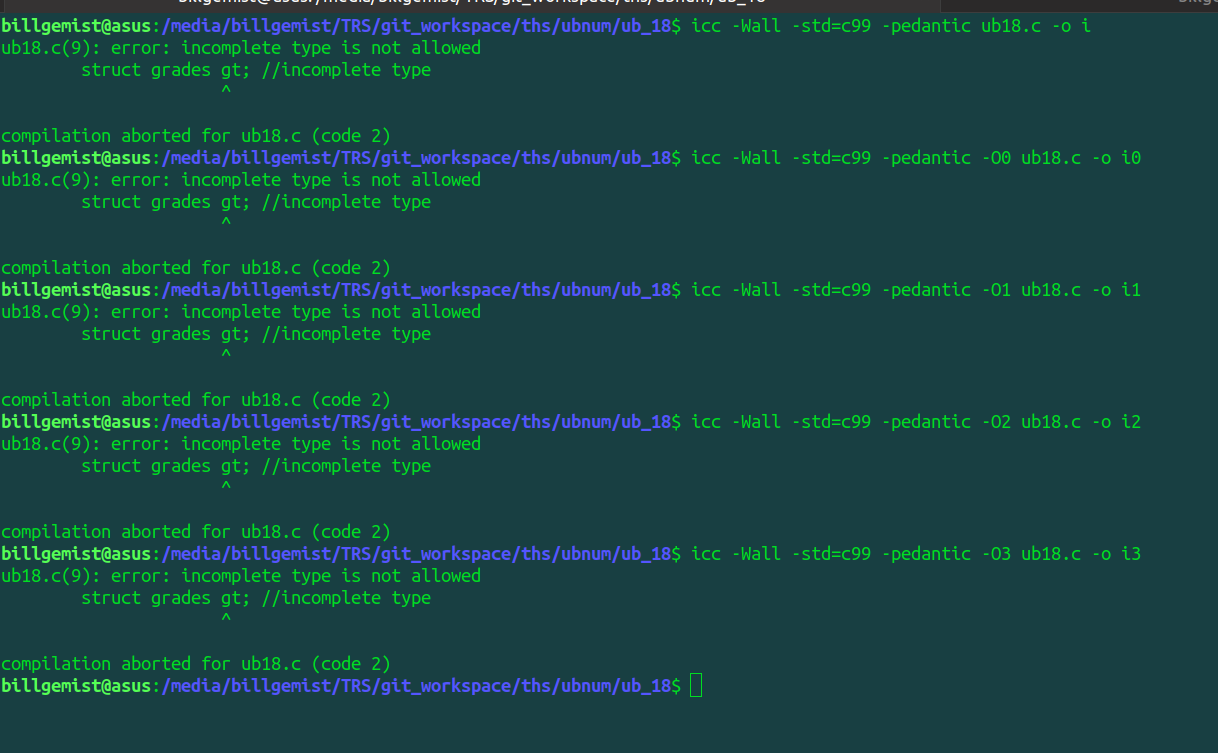 billgemist@asus:/media/billgemist/TRS/git_workspace/ths/ubnum/ub_18$ icc -Wall -std=c99 -pedantic ub18.c -o i
ub18.c(9): error: incomplete type is not allowed
        struct grades gt; //incomplete type
                      ^

compilation aborted for ub18.c (code 2)
billgemist@asus:/media/billgemist/TRS/git_workspace/ths/ubnum/ub_18$ icc -Wall -std=c99 -pedantic -O0 ub18.c -o i0
ub18.c(9): error: incomplete type is not allowed
        struct grades gt; //incomplete type
                      ^

compilation aborted for ub18.c (code 2)
billgemist@asus:/media/billgemist/TRS/git_workspace/ths/ubnum/ub_18$ icc -Wall -std=c99 -pedantic -O1 ub18.c -o i1
ub18.c(9): error: incomplete type is not allowed
        struct grades gt; //incomplete type
                      ^

compilation aborted for ub18.c (code 2)
billgemist@asus:/media/billgemist/TRS/git_workspace/ths/ubnum/ub_18$ icc -Wall -std=c99 -pedantic -O2 ub18.c -o i2
ub18.c(9): error: incomplete type is not allowed
        struct grades gt; //incomplete type
                      ^

compilation aborted for ub18.c (code 2)
billgemist@asus:/media/billgemist/TRS/git_workspace/ths/ubnum/ub_18$ icc -Wall -std=c99 -pedantic -O3 ub18.c -o i3
ub18.c(9): error: incomplete type is not allowed
        struct grades gt; //incomplete type
                      ^

compilation aborted for ub18.c (code 2)
billgemist@asus:/media/billgemist/TRS/git_workspace/ths/ubnum/ub_18$